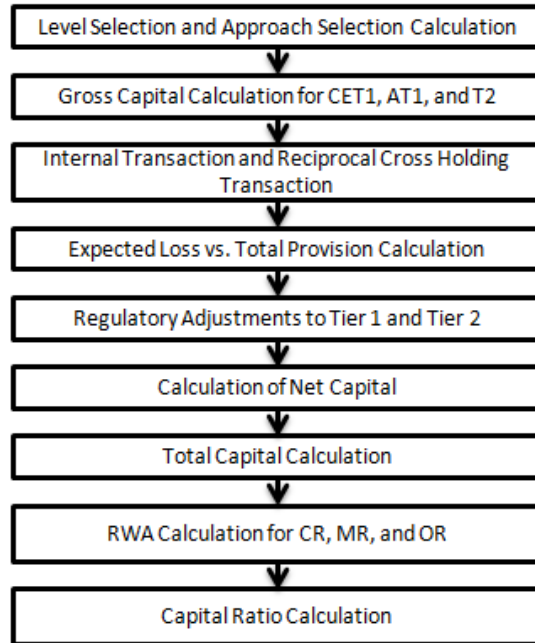 Level Selection and Approach Selection Calculation
Gross Capital Calculation for CET1, AT1, and T2
Internal Transaction and Reciprocal Cross Holding
Transaction
Expected Loss vs. Total Provision Calculation
Regulatory Adjustments to Tier 1 and Tier 2
Calculation of Net Capital
Total Capital Calculation
RWA Calculation for CR, MR, and OR
Capital Ratio Calculation